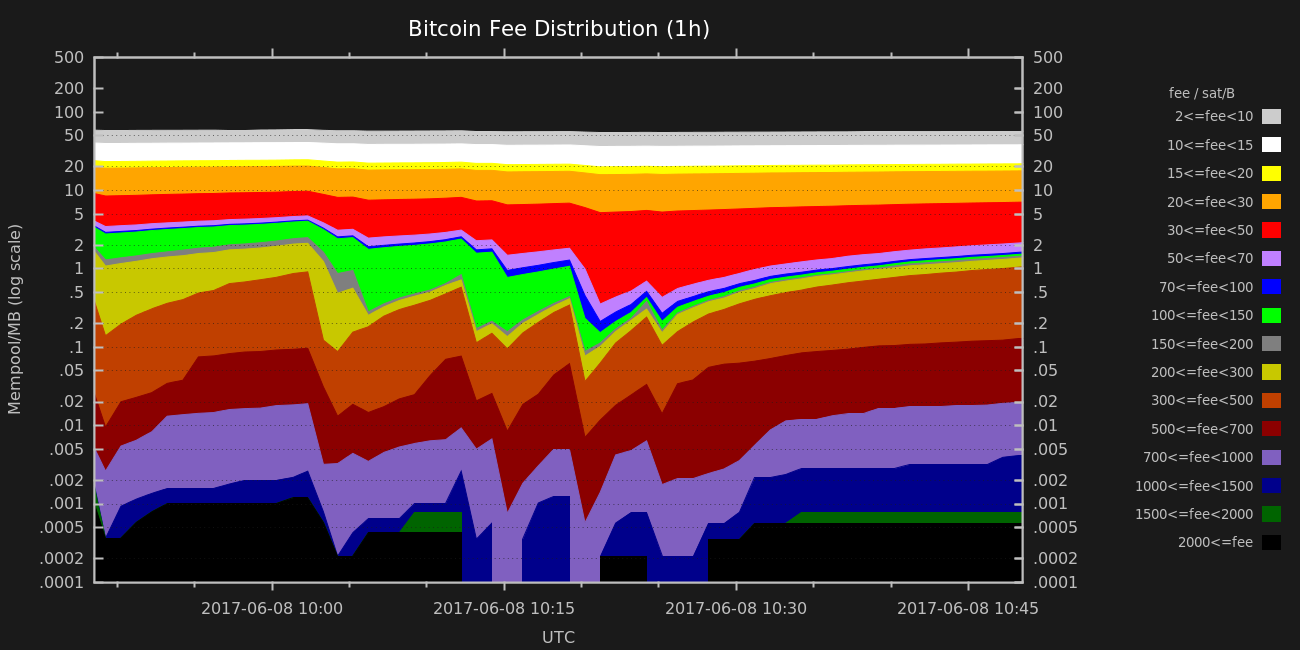 Bitcoin Fee Distribution (1h)
500
200
100
50
20
10
5
2
1
.5
.2
.1
.05
.02
.01
.005
.002
.001
.0005
.0002
.0001
Mempool/MB (log scale)
500
200
100
50
20
10
5
2
1
.5
.2
.1
.05
.02
.01
.005
.002
.001
.0005
.0002
.0001
fee / sat/B
2<=fee<10
10<=fee<15
15<=fee<20
20<=fee<30
30<=fee<50
50<=fee<70
70<=fee<100
100<=fee<150
150<=fee<200
200<=fee<300
300<=fee<500
500<=fee<700
700<=fee<1000
1000<=fee<1500
1500<=fee<2000
2000<=fee
2017-06-08 10:00 2017-06-08 10:15 2017-06-08 10:30 2017-06-08 10:45
UTC